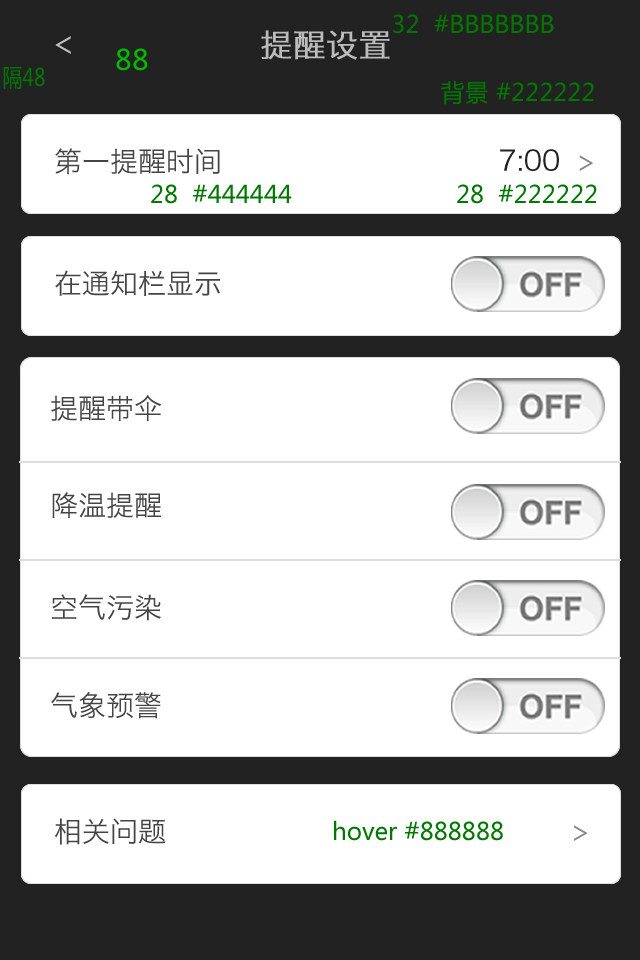 32 #BBBBBBB
< 88 提醒设置
隔48
背景 #222222
第一提醒时间 7:00 >
28 #444444 28 #222222
在通知栏显示 OFF
提醒带伞 OFF
降温提醒 OFF
空气污染 OFF
气象预警 OFF
相关问题 hover #888888 >